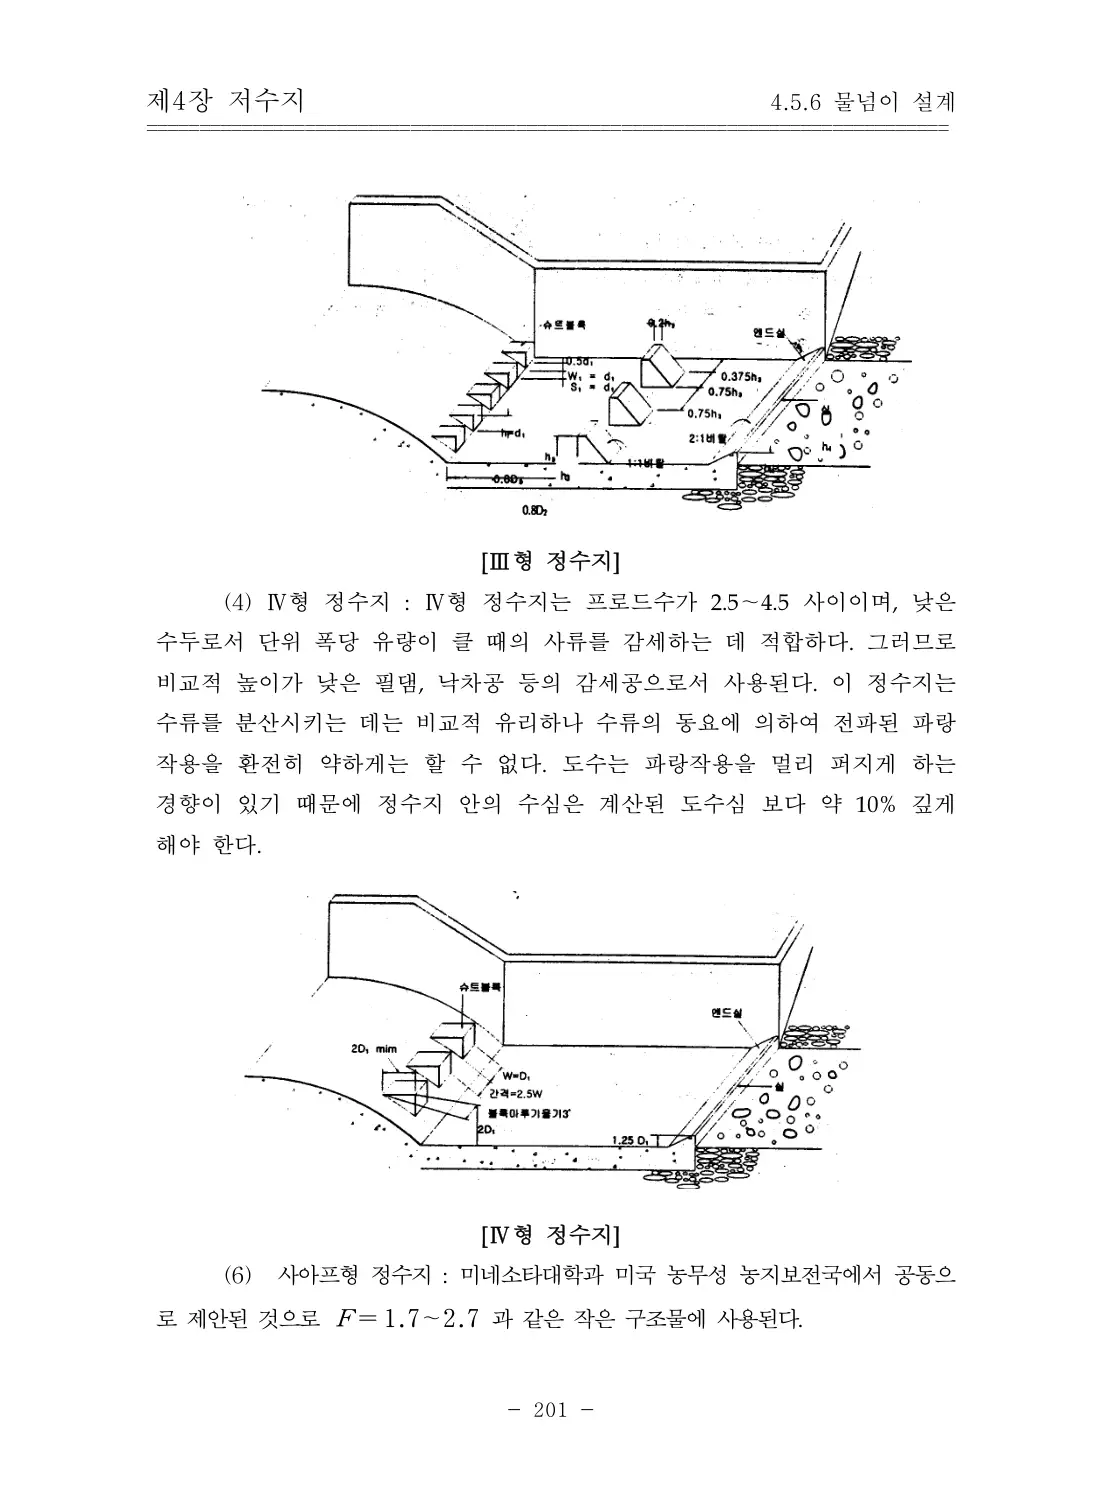 제4장 저수지
4.5.6 물넘이 설계
슈트블록
0.2h₃
엔드실
0.5d₁
W₁ = d₁
S₁ = d₁
0.375h₃
0.75h₃
0.75h₃
실
h=d₁
2:1비탈
h₄
h₃
1:1비탈
0.8D₂
[Ⅲ형 정수지]
(4) Ⅳ형 정수지 : Ⅳ형 정수지는 프로드수가 2.5~4.5 사이이며, 낮은
수두로서 단위 폭당 유량이 클 때의 사류를 감세하는 데 적합하다. 그러므로
비교적 높이가 낮은 필댐, 낙차공 등의 감세공으로서 사용된다. 이 정수지는
수류를 분산시키는 데는 비교적 유리하나 수류의 동요에 의하여 전파된 파랑
작용을 환전히 약하게는 할 수 없다. 도수는 파랑작용을 멀리 퍼지게 하는
경향이 있기 때문에 정수지 안의 수심은 계산된 도수심 보다 약 10% 깊게
해야 한다.
슈트블록
엔드실
2D₁ mim
W=D₁
간격=2.5W
실
블록마루기울기3°
2D₁
1.25 D₁
[Ⅳ형 정수지]
(6) 사아프형 정수지 : 미네소타대학과 미국 농무성 농지보전국에서 공동으
로 제안된 것으로 F=1.7~2.7 과 같은 작은 구조물에 사용된다.
- 201 -